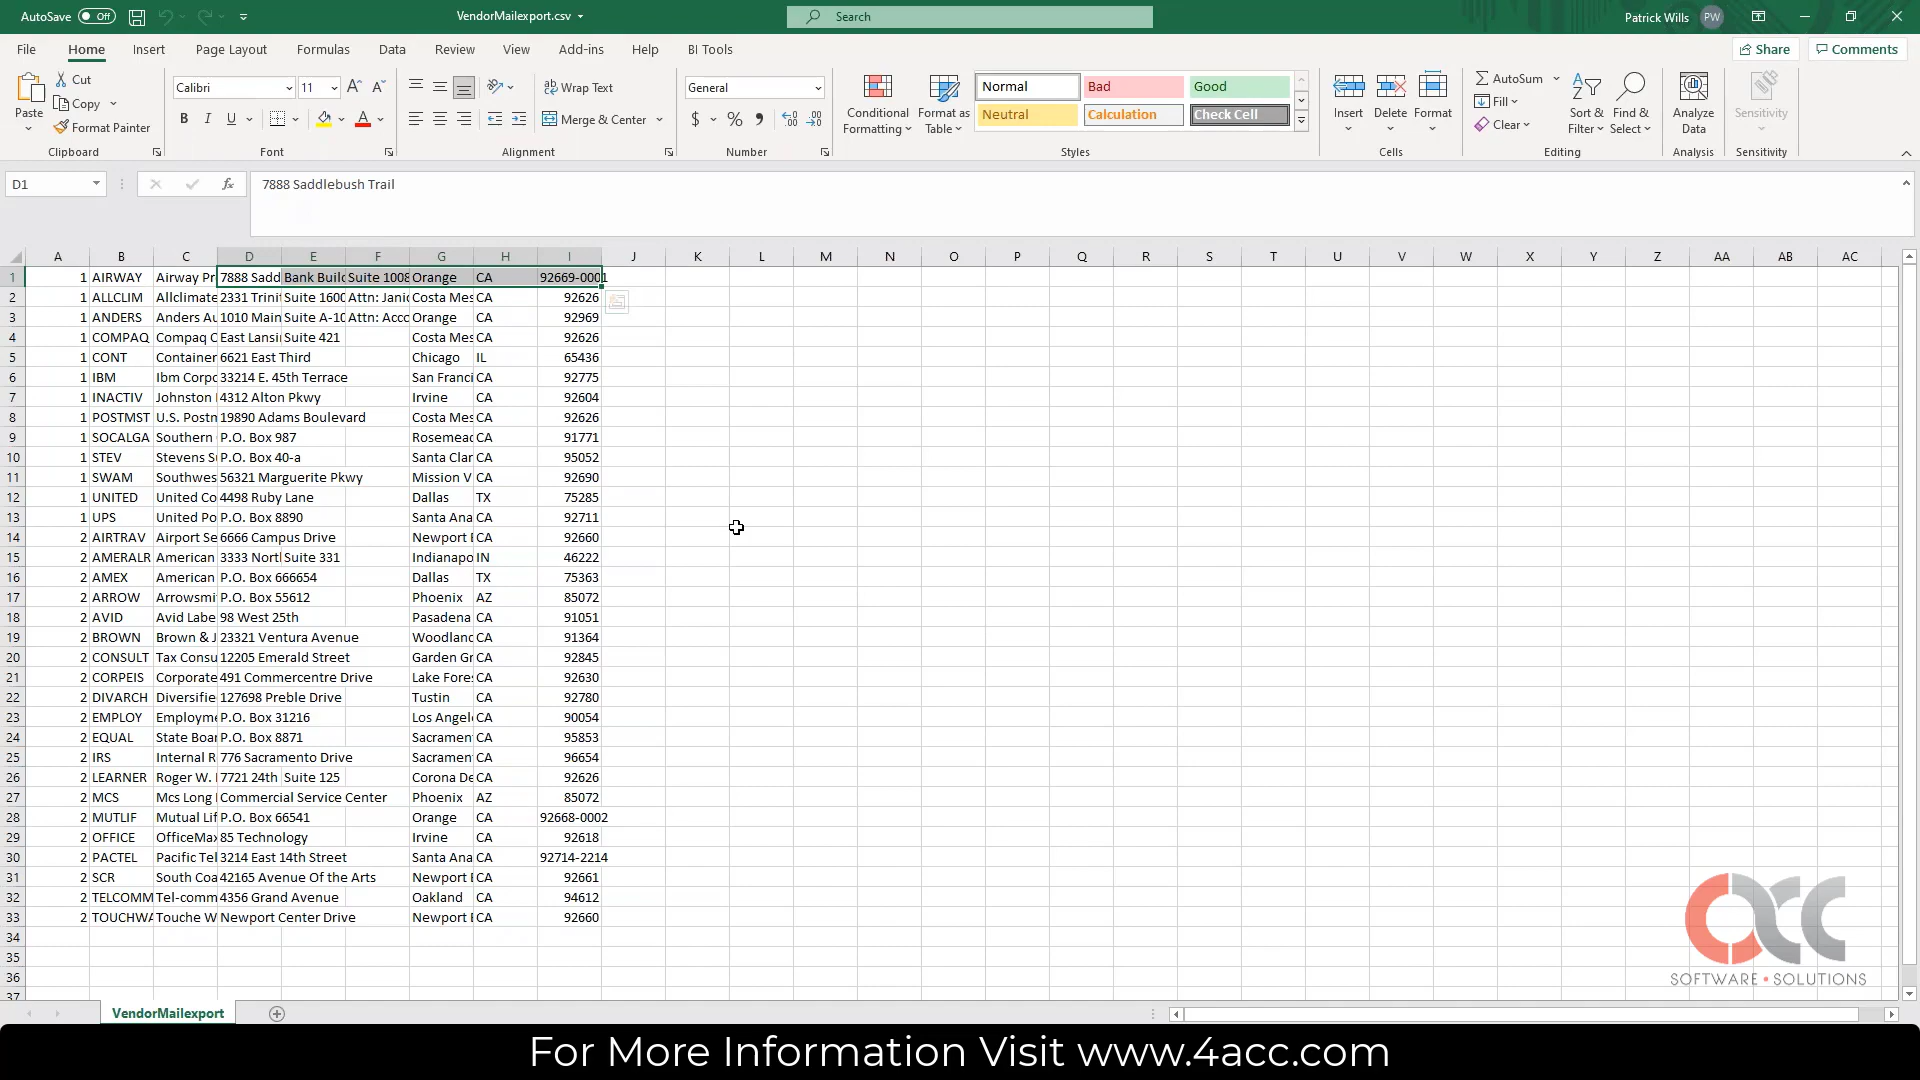 AutoSave Off VendorMailexport.csv Search Patrick Wills PW
File Home Insert Page Layout Formulas Data Review View Add-ins Help BI Tools Share Comments
Paste Cut Copy Format Painter Clipboard
Calibri 11 B I U A Font
Wrap Text Merge & Center Alignment
General $ % , Number
Conditional Formatting Format as Table Normal Bad Good Neutral Calculation Check Cell Styles
Insert Delete Format Cells
AutoSum Fill Clear Sort & Filter Find & Select Editing
Analyze Data Analysis
Sensitivity Sensitivity
D1 fx 7888 Saddlebush Trail
A B C D E F G H I J K L M N O P Q R S T U V W X Y Z AA AB AC
1 1 AIRWAY Airway Pr 7888 Sadd Bank Build Suite 1008 Orange CA 92669-0001
2 1 ALLCLIM Allclimate 2331 Trini Suite 1600 Attn: Janic Costa Mes CA 92626
3 1 ANDERS Anders Au 1010 Main Suite A-10 Attn: Acco Orange CA 92969
4 1 COMPAQ Compaq C East Lansi Suite 421 Costa Mes CA 92626
5 1 CONT Container 6621 East Third Chicago IL 65436
6 1 IBM Ibm Corpo 33214 E. 45th Terrace San Franci CA 92775
7 1 INACTIV Johnston 4312 Alton Pkwy Irvine CA 92604
8 1 POSTMST U.S. Postm 19890 Adams Boulevard Costa Mes CA 92626
9 1 SOCALGA Southern P.O. Box 987 Rosemead CA 91771
10 1 STEV Stevens Su P.O. Box 40-a Santa Clar CA 95052
11 1 SWAM Southwes 56321 Marguerite Pkwy Mission V CA 92690
12 1 UNITED United Co 4498 Ruby Lane Dallas TX 75285
13 1 UPS United Po P.O. Box 8890 Santa Ana CA 92711
14 2 AIRTRAV Airport Se 6666 Campus Drive Newport B CA 92660
15 2 AMERALR American 3333 Nort Suite 331 Indianapo IN 46222
16 2 AMEX American P.O. Box 666654 Dallas TX 75363
17 2 ARROW Arrowsmi P.O. Box 55612 Phoenix AZ 85072
18 2 AVID Avid Labe 98 West 25th Pasadena CA 91051
19 2 BROWN Brown & J 23321 Ventura Avenue Woodland CA 91364
20 2 CONSULT Tax Consu 12205 Emerald Street Garden Gr CA 92845
21 2 CORPEIS Corporate 491 Commercentre Drive Lake Fores CA 92630
22 2 DIVARCH Diversifie 127698 Preble Drive Tustin CA 92780
23 2 EMPLOY Employme P.O. Box 31216 Los Angel CA 90054
24 2 EQUAL State Boar P.O. Box 8871 Sacramen CA 95853
25 2 IRS Internal R 776 Sacramento Drive Sacramen CA 96654
26 2 LEARNER Roger W. 7721 24th Suite 125 Corona De CA 92626
27 2 MCS Mcs Long Commercial Service Center Phoenix AZ 85072
28 2 MUTLIF Mutual Lif P.O. Box 66541 Orange CA 92668-0002
29 2 OFFICE OfficeMax 85 Technology Irvine CA 92618
30 2 PACTEL Pacific Tel 3214 East 14th Street Santa Ana CA 92714-2214
31 2 SCR South Coa 42165 Avenue Of the Arts Newport B CA 92661
32 2 TELCOMM Tel-comm 4356 Grand Avenue Oakland CA 94612
33 2 TOUCHWA Touche W Newport Center Drive Newport B CA 92660
34
35
36
37
acc
SOFTWARE SOLUTIONS
VendorMailexport
For More Information Visit www.4acc.com